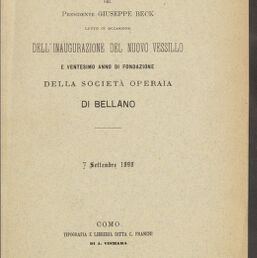 DEL
PRESIDENTE GIUSEPPE BECK
LETTO IN OCCASIONE
DELL'INAUGURAZIONE DEL NUOVO VESSILLO
E VENTESIMO ANNO DI FONDAZIONE
DELLA SOCIETÀ OPERAIA
DI BELLANO
7 Settembre 1890
COMO
TIPOGRAFIA E LIBRERIA DITTA C. FRANCHI
DI A. VISMARA